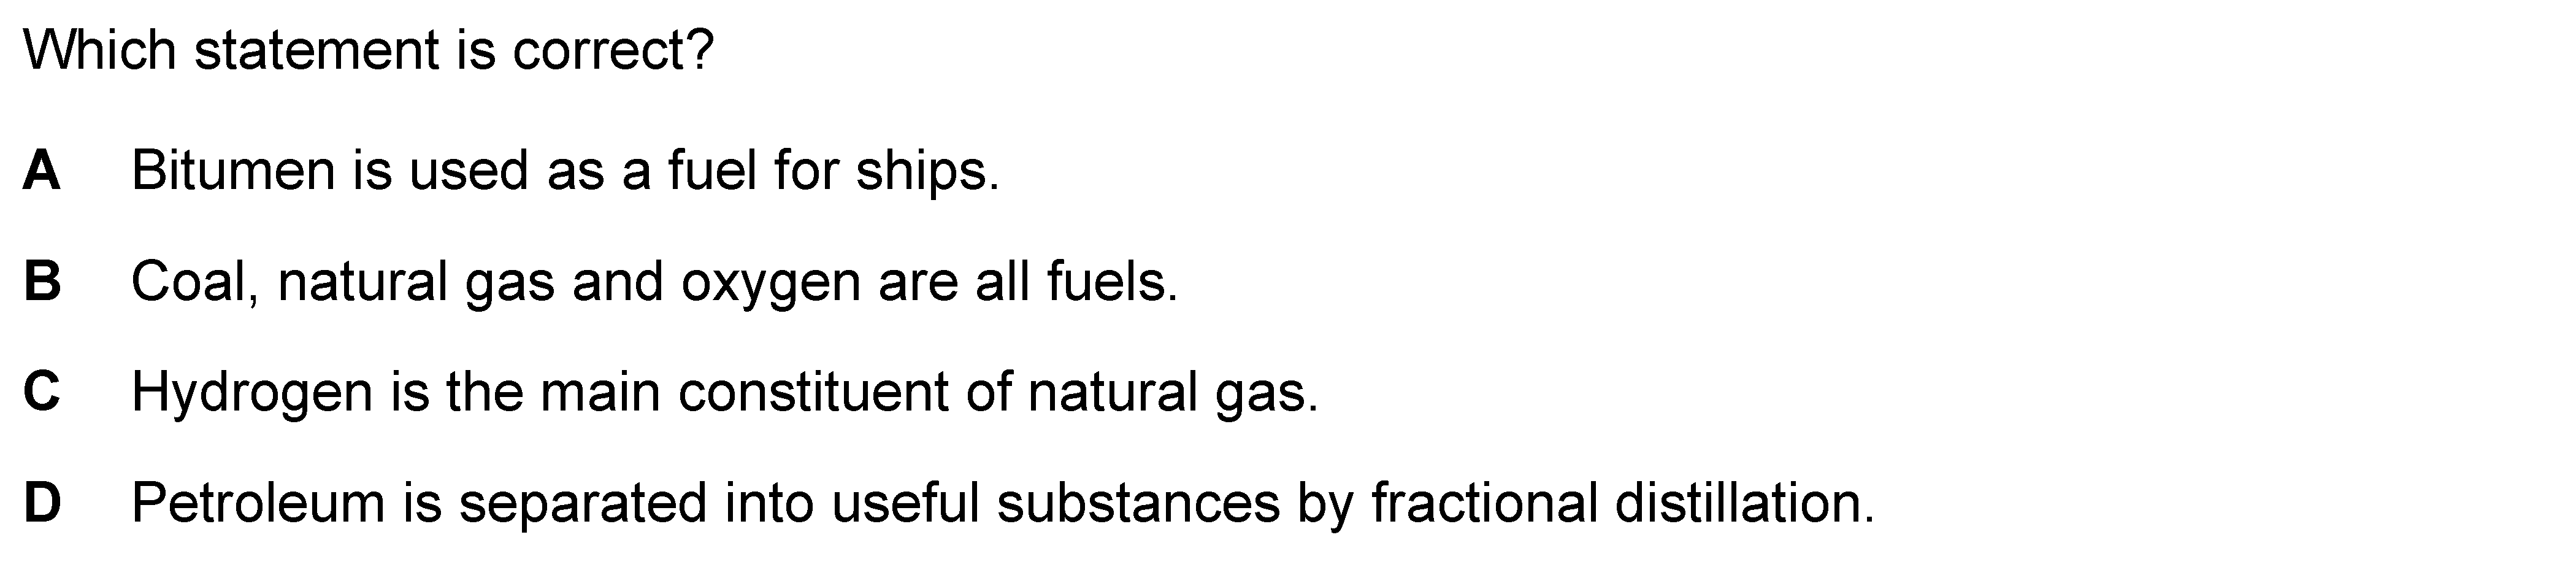 Which statement is correct?
A Bitumen is used as a fuel for ships.
B Coal, natural gas and oxygen are all fuels.
C Hydrogen is the main constituent of natural gas.
D Petroleum is separated into useful substances by fractional distillation.